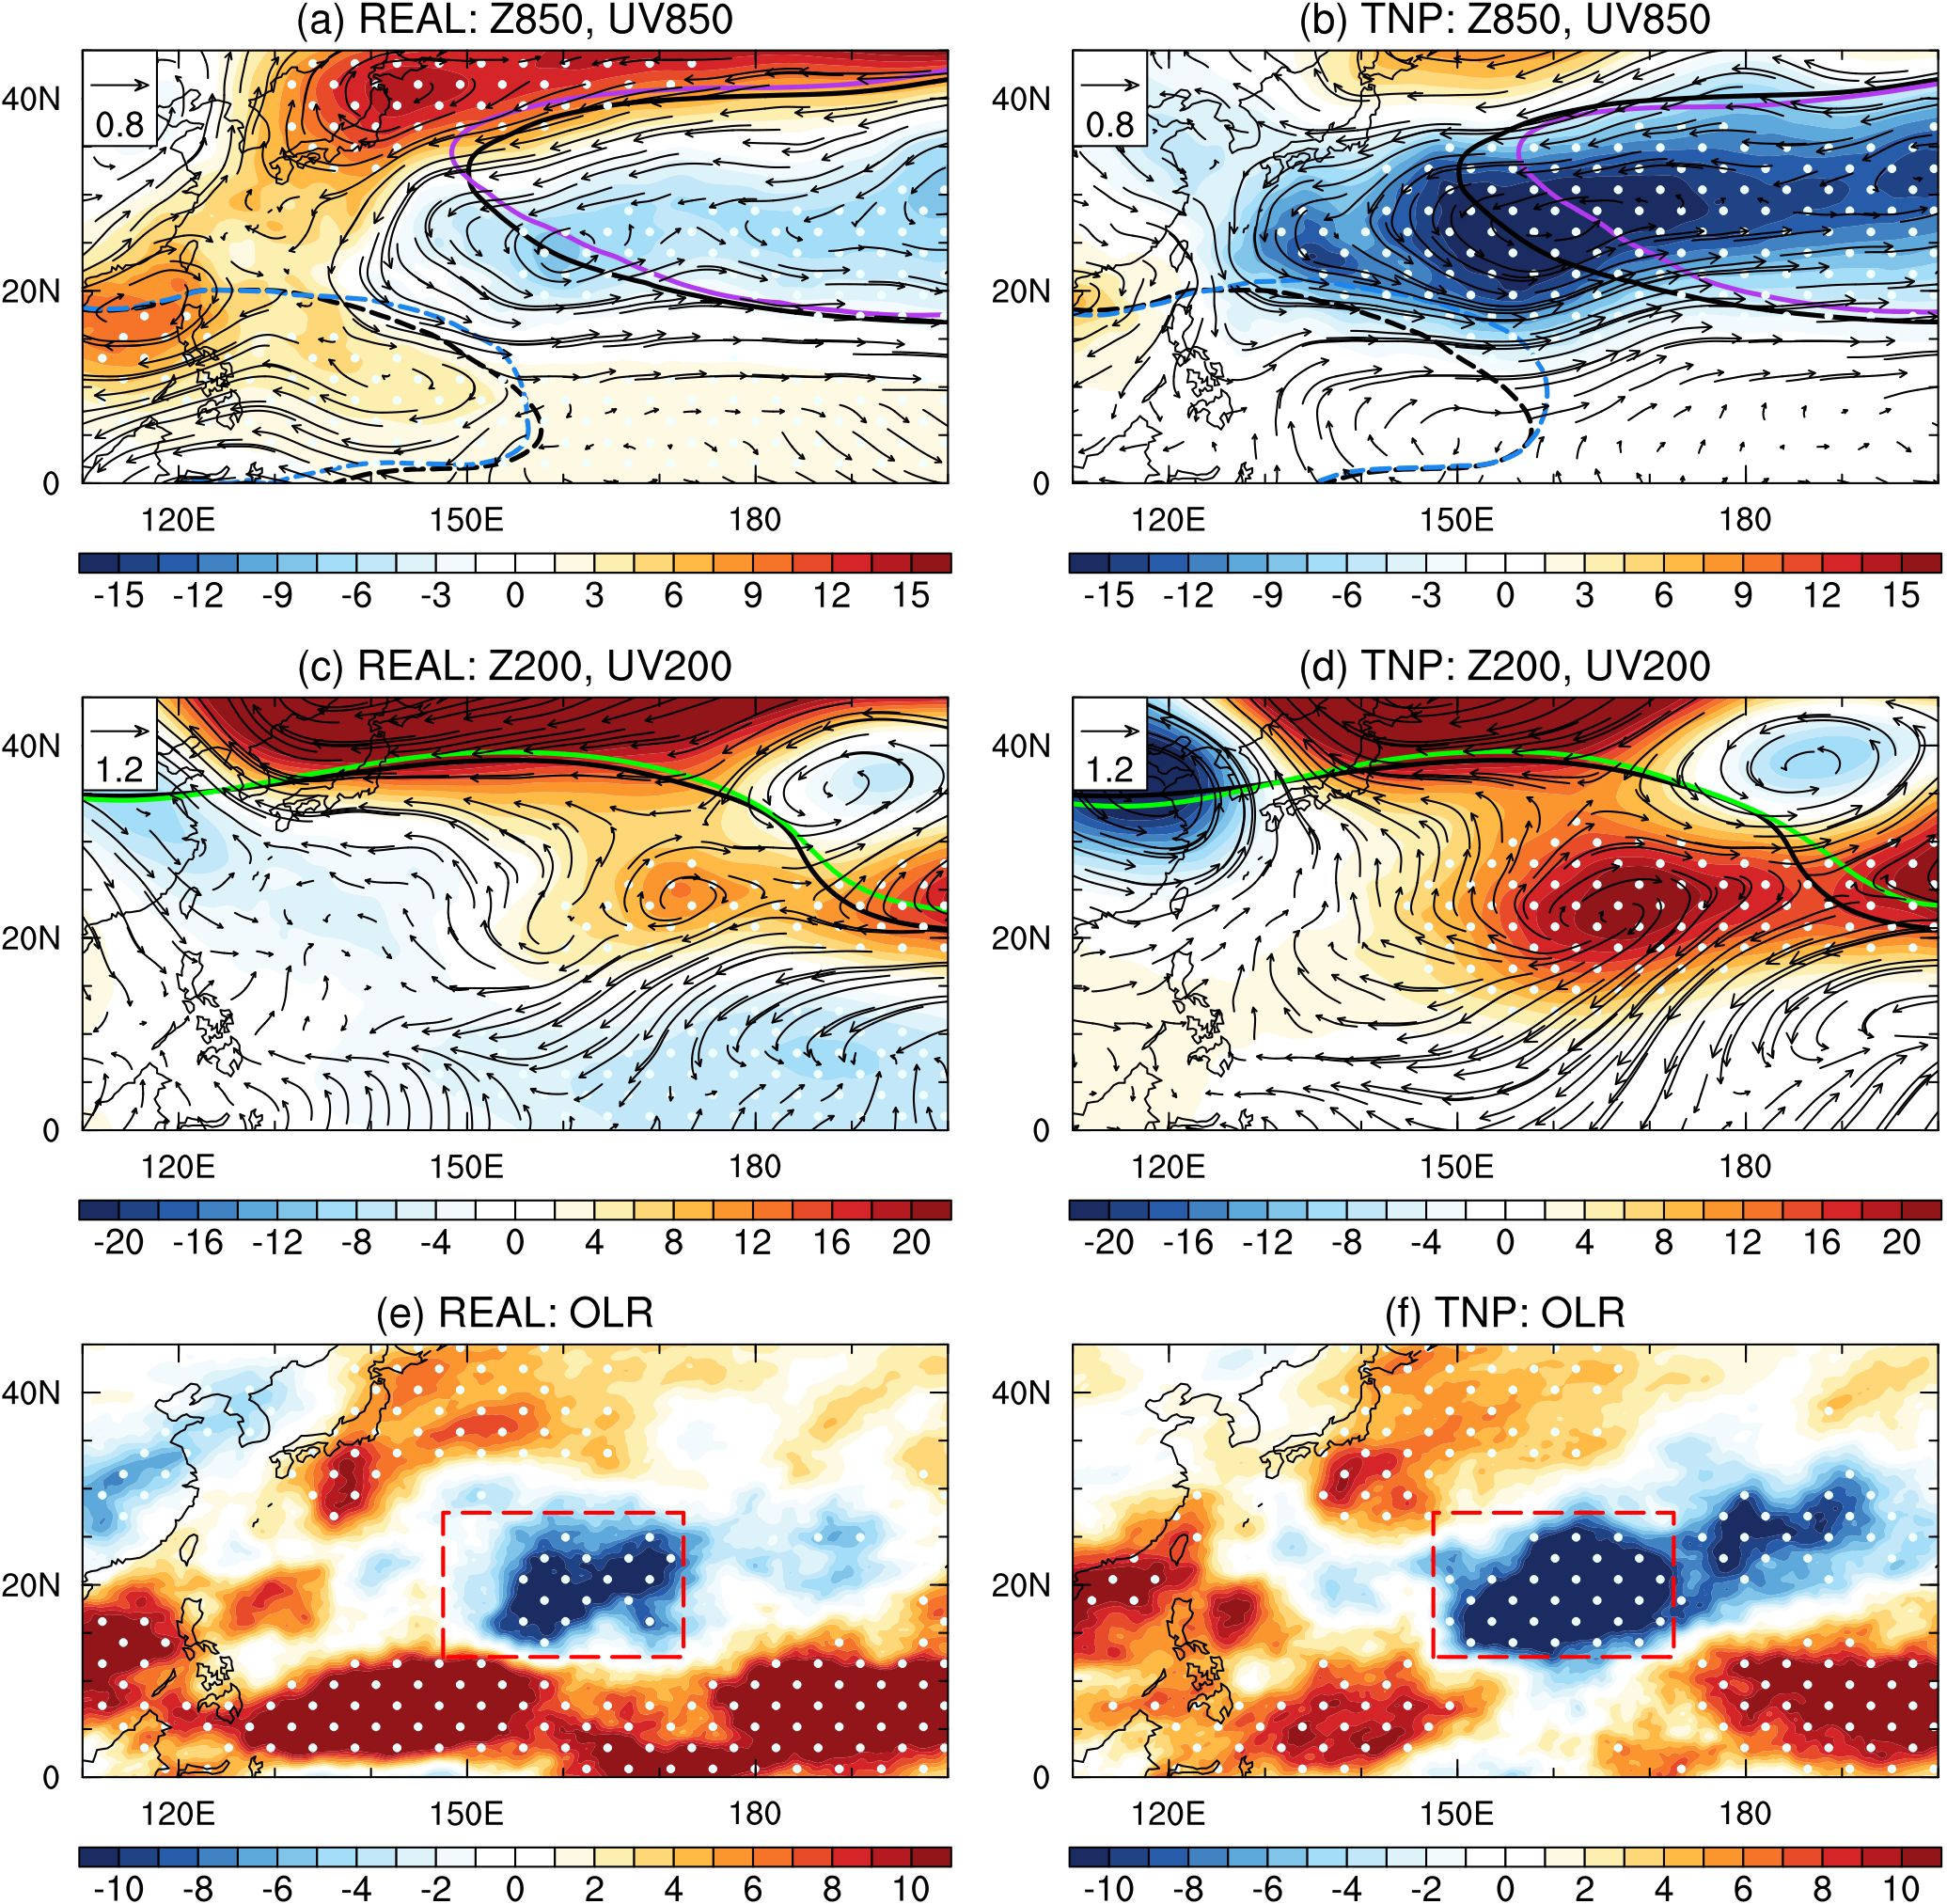 (a) REAL: Z850, UV850
(b) TNP: Z850, UV850
0.8
0.8
40N
20N
0
40N
20N
0
120E 150E 180
120E 150E 180
-15 -12 -9 -6 -3 0 3 6 9 12 15
-15 -12 -9 -6 -3 0 3 6 9 12 15
(c) REAL: Z200, UV200
(d) TNP: Z200, UV200
1.2
1.2
40N
20N
0
40N
20N
0
120E 150E 180
120E 150E 180
-20 -16 -12 -8 -4 0 4 8 12 16 20
-20 -16 -12 -8 -4 0 4 8 12 16 20
(e) REAL: OLR
(f) TNP: OLR
40N
20N
0
40N
20N
0
120E 150E 180
120E 150E 180
-10 -8 -6 -4 -2 0 2 4 6 8 10
-10 -8 -6 -4 -2 0 2 4 6 8 10